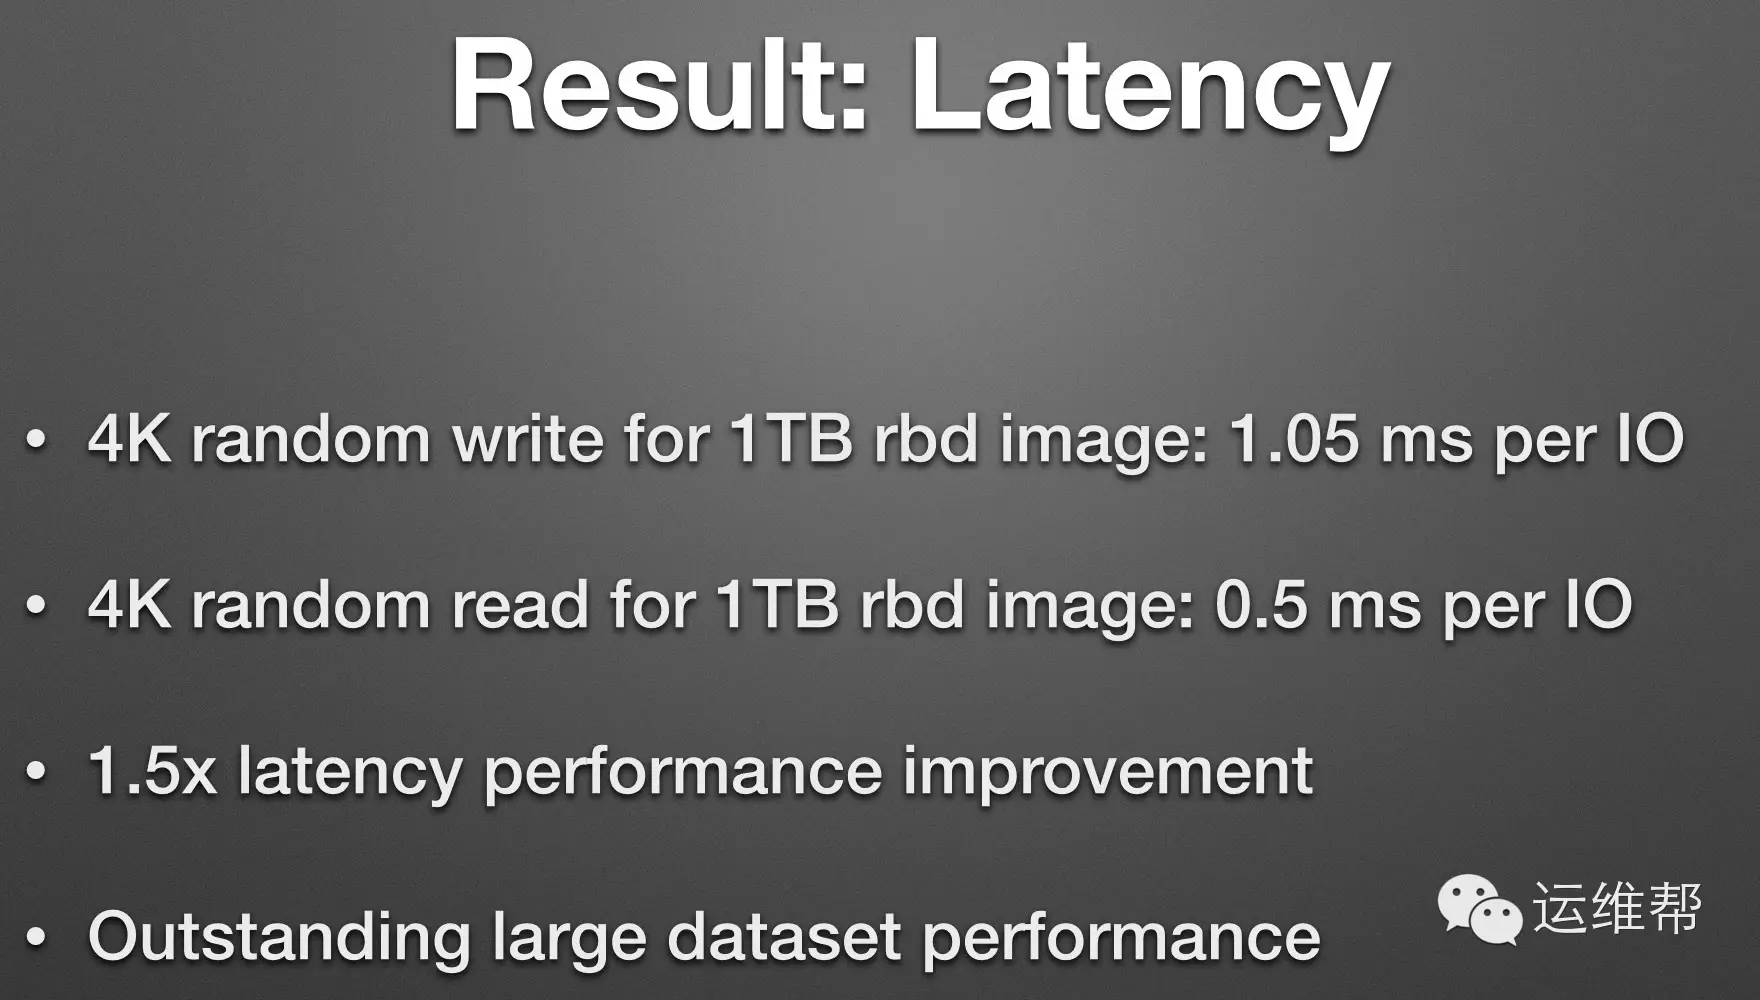 Result: Latency
• 4K random write for 1TB rbd image: 1.05 ms per IO
• 4K random read for 1TB rbd image: 0.5 ms per IO
• 1.5x latency performance improvement
• Outstanding large dataset performance
运维帮